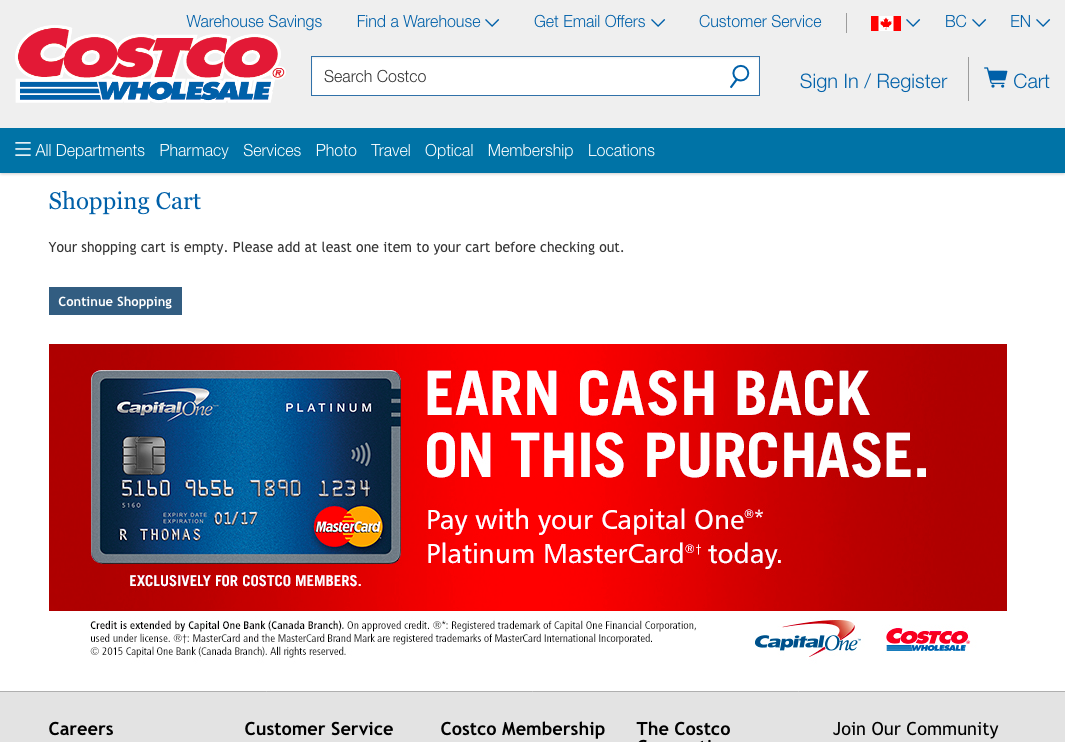 Warehouse Savings Find a Warehouse Get Email Offers Customer Service BC EN
COSTCO®
WHOLESALE
Search Costco
Sign In / Register
Cart
All Departments Pharmacy Services Photo Travel Optical Membership Locations
Shopping Cart
Your shopping cart is empty. Please add at least one item to your cart before checking out.
Continue Shopping
Capital One
PLATINUM
5160 9656 7890 1234
5160
EXPIRY DATE
EXPIRATION
01/17
R THOMAS
MasterCard
EXCLUSIVELY FOR COSTCO MEMBERS.
EARN CASH BACK
ON THIS PURCHASE.
Pay with your Capital One®*
Platinum MasterCard®† today.
Credit is extended by Capital One Bank (Canada Branch). On approved credit. ®*: Registered trademark of Capital One Financial Corporation,
used under license. ®†: MasterCard and the MasterCard Brand Mark are registered trademarks of MasterCard International Incorporated.
© 2015 Capital One Bank (Canada Branch). All rights reserved.
Capital One
COSTCO
WHOLESALE
Careers
Customer Service
Costco Membership
The Costco
Join Our Community